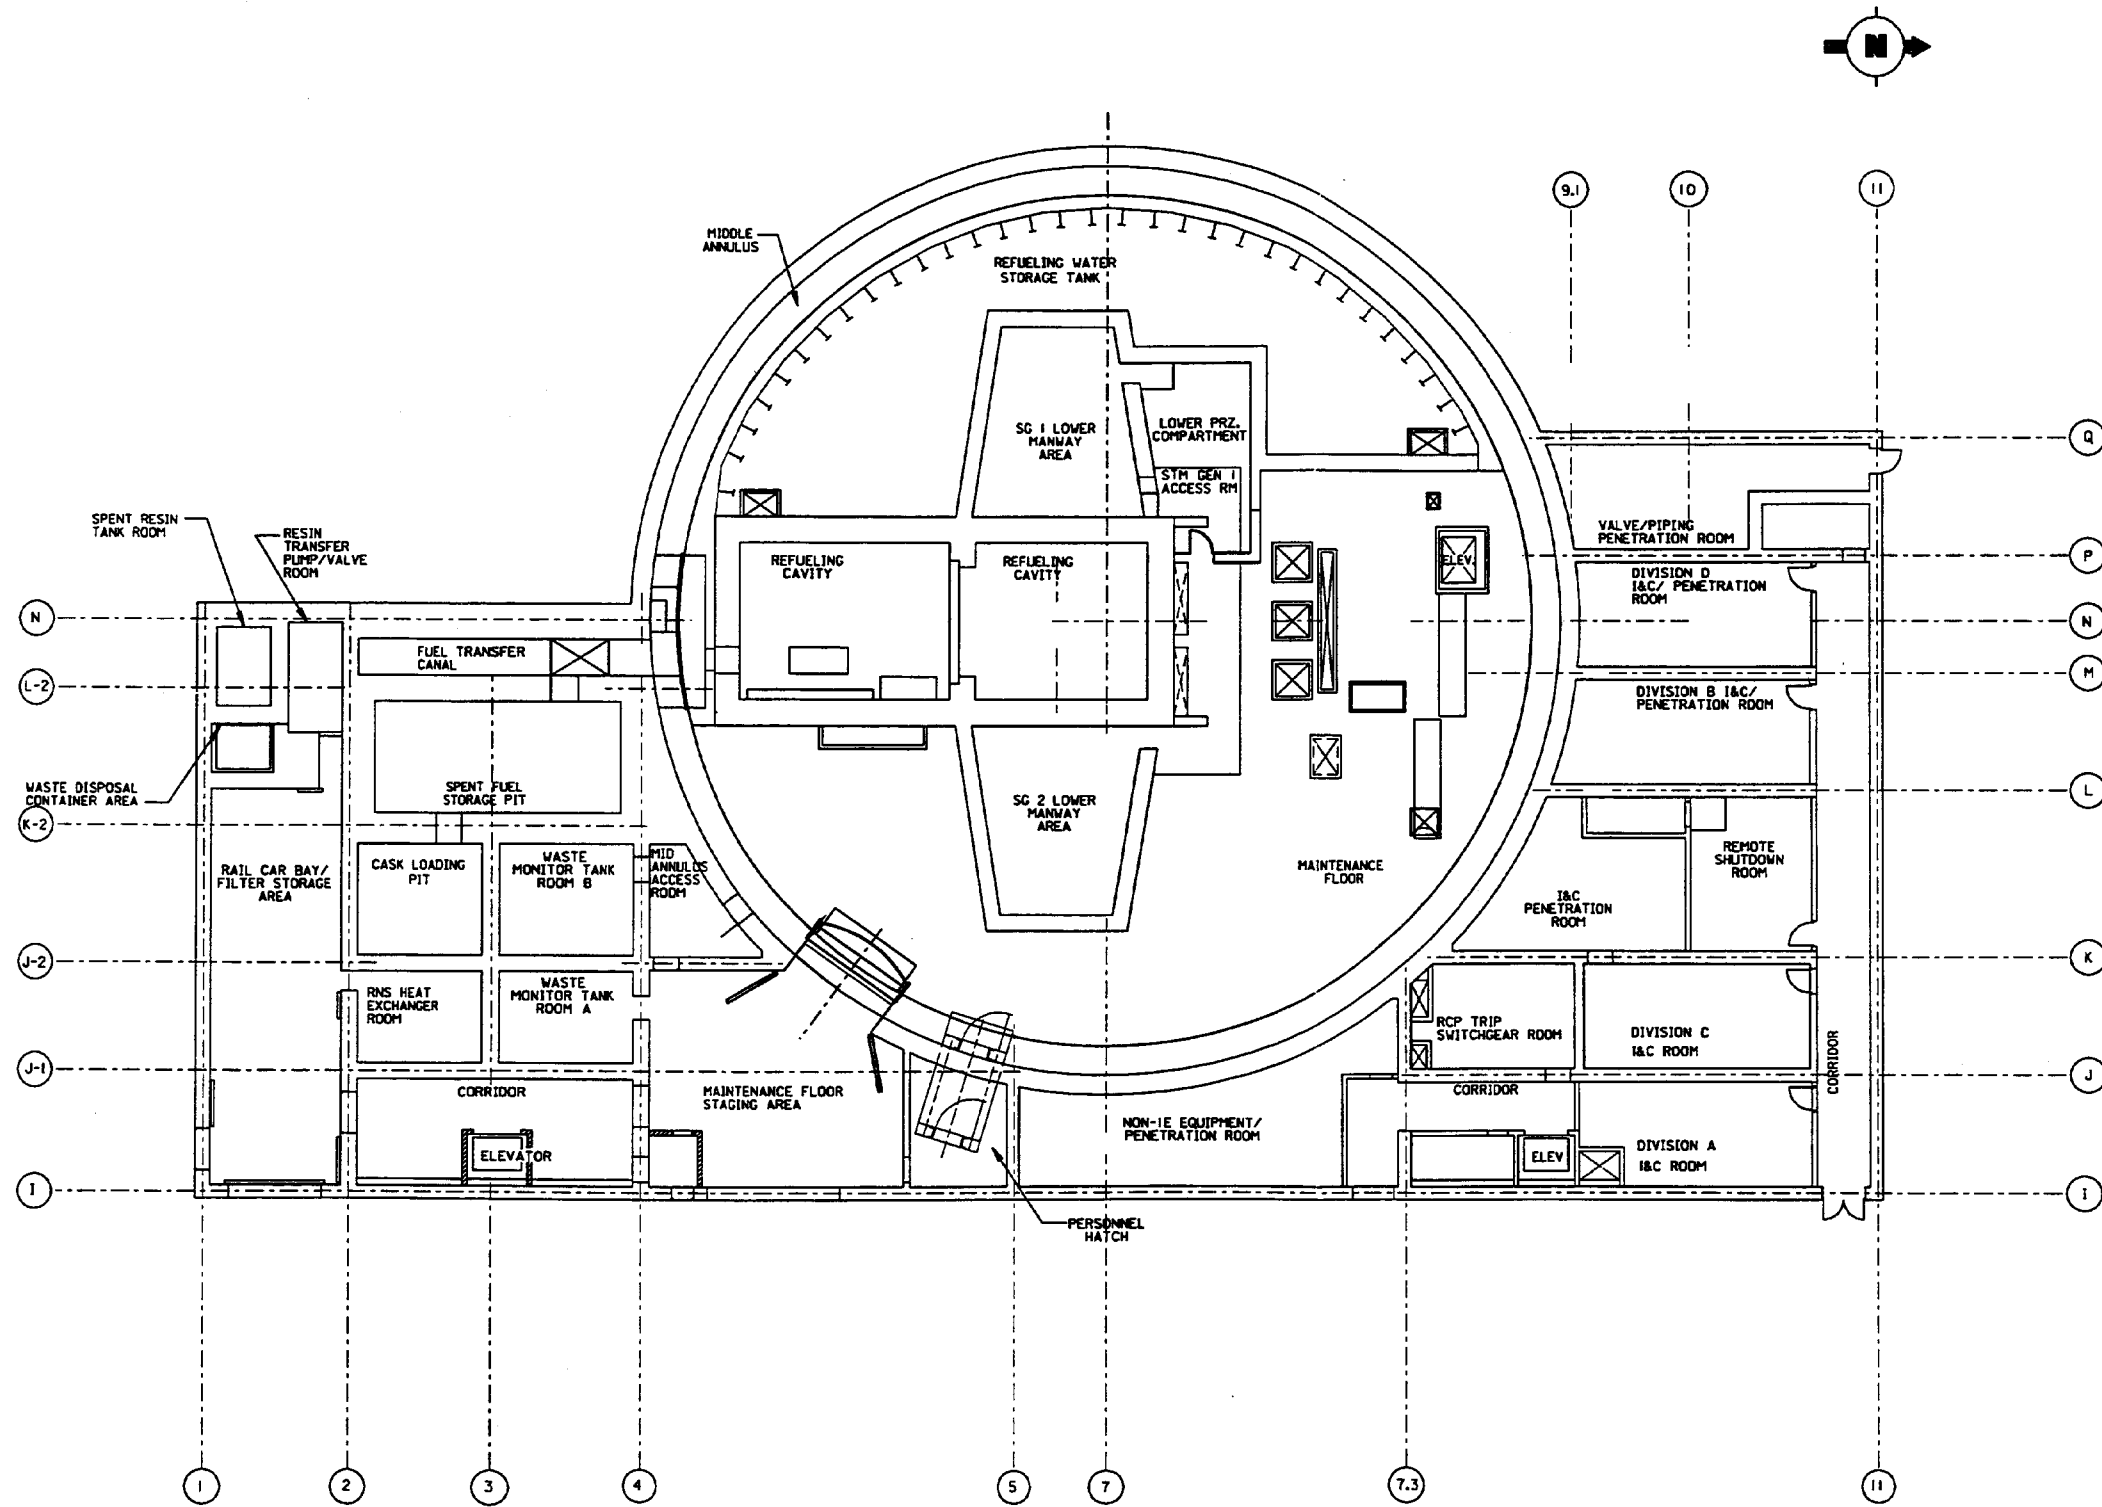 N
9.1
10
11
MIDDLE
ANNULUS
REFUELING WATER
STORAGE TANK
SG 1 LOWER
MANWAY
AREA
LOWER PRZ.
COMPARTMENT
STM GEN 1
ACCESS RM
Q
SPENT RESIN
TANK ROOM
RESIN
TRANSFER
PUMP/VALVE
ROOM
REFUELING
CAVITY
REFUELING
CAVITY
ELEV.
VALVE/PIPING
PENETRATION ROOM
P
DIVISION D
I&C/ PENETRATION
ROOM
N
N
FUEL TRANSFER
CANAL
L-2
M
DIVISION B I&C/
PENETRATION ROOM
WASTE DISPOSAL
CONTAINER AREA
SPENT FUEL
STORAGE PIT
SG 2 LOWER
MANWAY
AREA
L
K-2
RAIL CAR BAY/
FILTER STORAGE
AREA
CASK LOADING
PIT
WASTE
MONITOR TANK
ROOM B
MID
ANNULUS
ACCESS
ROOM
MAINTENANCE
FLOOR
REMOTE
SHUTDOWN
ROOM
I&C
PENETRATION
ROOM
J-2
K
RNS HEAT
EXCHANGER
ROOM
WASTE
MONITOR TANK
ROOM A
RCP TRIP
SWITCHGEAR ROOM
DIVISION C
I&C ROOM
CORRIDOR
J-1
J
CORRIDOR
MAINTENANCE FLOOR
STAGING AREA
CORRIDOR
NON-1E EQUIPMENT/
PENETRATION ROOM
ELEVATOR
ELEV
DIVISION A
I&C ROOM
I
I
PERSONNEL
HATCH
1
2
3
4
5
7
7.3
11